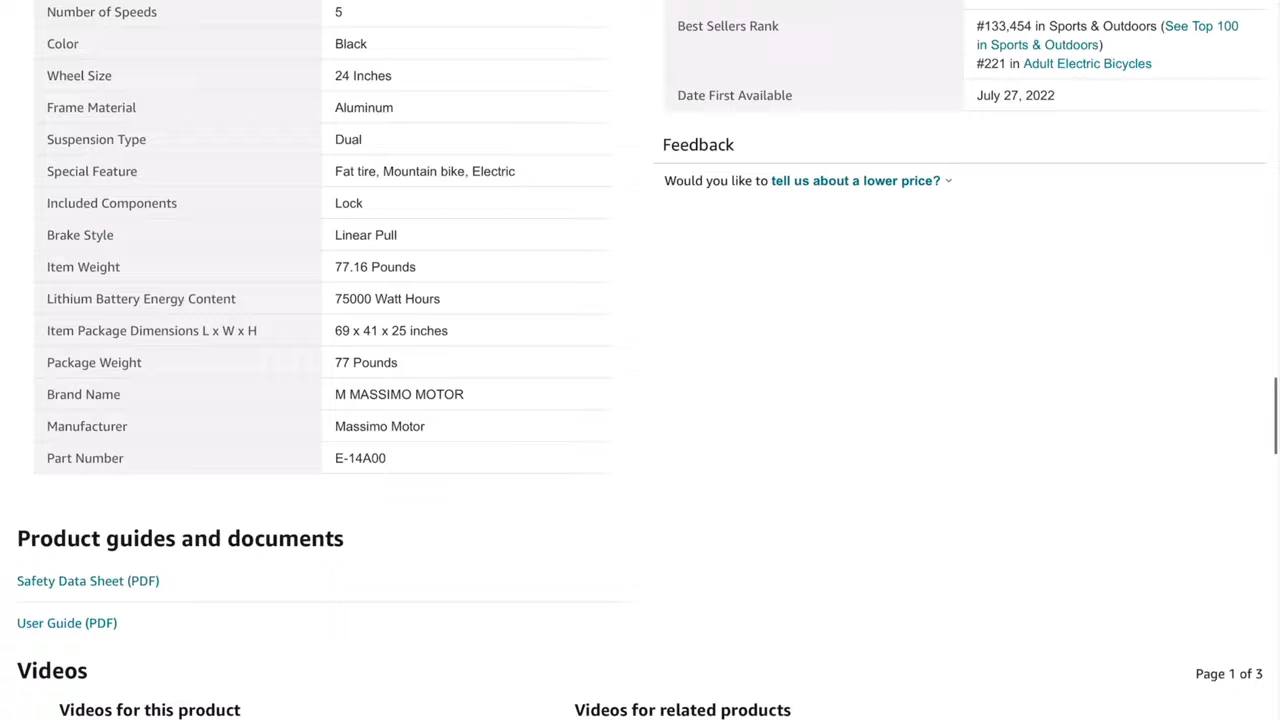 Number of Speeds 5
Color Black
Wheel Size 24 Inches
Frame Material Aluminum
Suspension Type Dual
Special Feature Fat tire, Mountain bike, Electric
Included Components Lock
Brake Style Linear Pull
Item Weight 77.16 Pounds
Lithium Battery Energy Content 75000 Watt Hours
Item Package Dimensions L x W x H 69 x 41 x 25 inches
Package Weight 77 Pounds
Brand Name M MASSIMO MOTOR
Manufacturer Massimo Motor
Part Number E-14A00
Best Sellers Rank #133,454 in Sports & Outdoors (See Top 100
in Sports & Outdoors)
#221 in Adult Electric Bicycles
Date First Available July 27, 2022
Feedback
Would you like to tell us about a lower price?
Product guides and documents
Safety Data Sheet (PDF)
User Guide (PDF)
Videos
Page 1 of 3
Videos for this product
Videos for related products